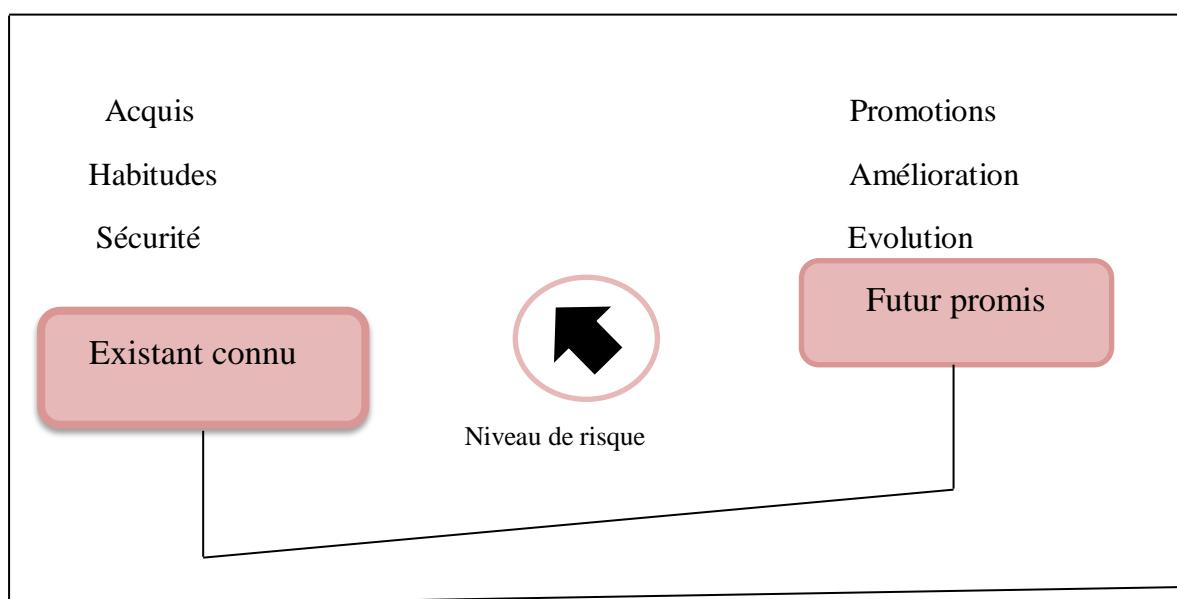 Acquis
Habitudes
Sécurité
Existant connu
Niveau de risque
Promotions
Amélioration
Evolution
Futur promis